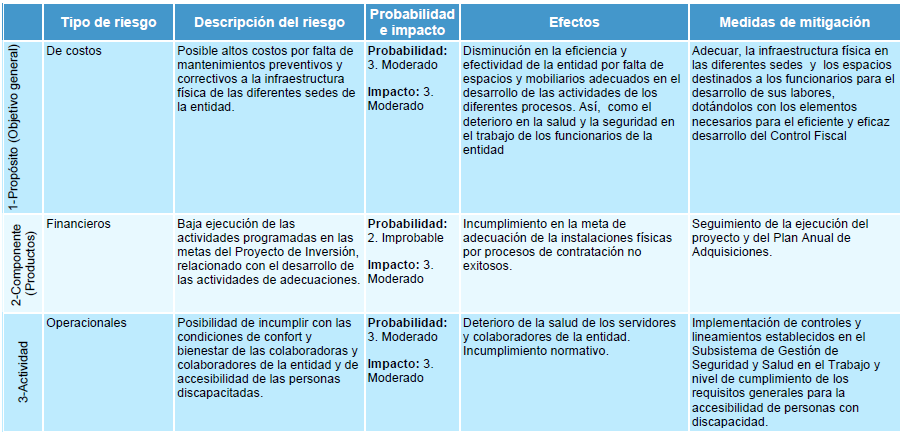 Tipo de riesgo
Descripción del riesgo
Probabilidad
e impacto
Efectos
Medidas de mitigación
1-Propósito (Objetivo general)
De costos
Posible altos costos por falta de
mantenimientos preventivos y
correctivos a la infraestructura
física de las diferentes sedes de
la entidad.
Probabilidad:
3. Moderado
Impacto: 3.
Moderado
Disminución en la eficiencia y
efectividad de la entidad por falta de
espacios y mobiliarios adecuados en el
desarrollo de las actividades de los
diferentes procesos. Así, como el
deterioro en la salud y la seguridad en
el trabajo de los funcionarios de la
entidad
Adecuar, la infraestructura física en
las diferentes sedes y los espacios
destinados a los funcionarios para el
desarrollo de sus labores,
dotándolos con los elementos
necesarios para el eficiente y eficaz
desarrollo del Control Fiscal
2-Componente
(Productos)
Financieros
Baja ejecución de las
actividades programadas en las
metas del Proyecto de Inversión,
relacionado con el desarrollo de
las actividades de adecuaciones.
Probabilidad:
2. Improbable
Impacto: 3.
Moderado
Incumplimiento en la meta de
adecuación de la instalaciones físicas
por procesos de contratación no
exitosos.
Seguimiento de la ejecución del
proyecto y del Plan Anual de
Adquisiciones.
3-Actividad
Operacionales
Posibilidad de incumplir con las
condiciones de confort y
bienestar de las colaboradoras y
colaboradores de la entidad y de
accesibilidad de las personas
discapacitadas.
Probabilidad:
3. Moderado
Impacto: 3.
Moderado
Deterioro de la salud de los servidores
y colaboradores de la entidad.
Incumplimiento normativo.
Implementación de controles y
lineamientos establecidos en el
Subsistema de Gestión de
Seguridad y Salud en el Trabajo y
nivel de cumplimiento de los
requisitos generales para la
accesibilidad de personas con
discapacidad.